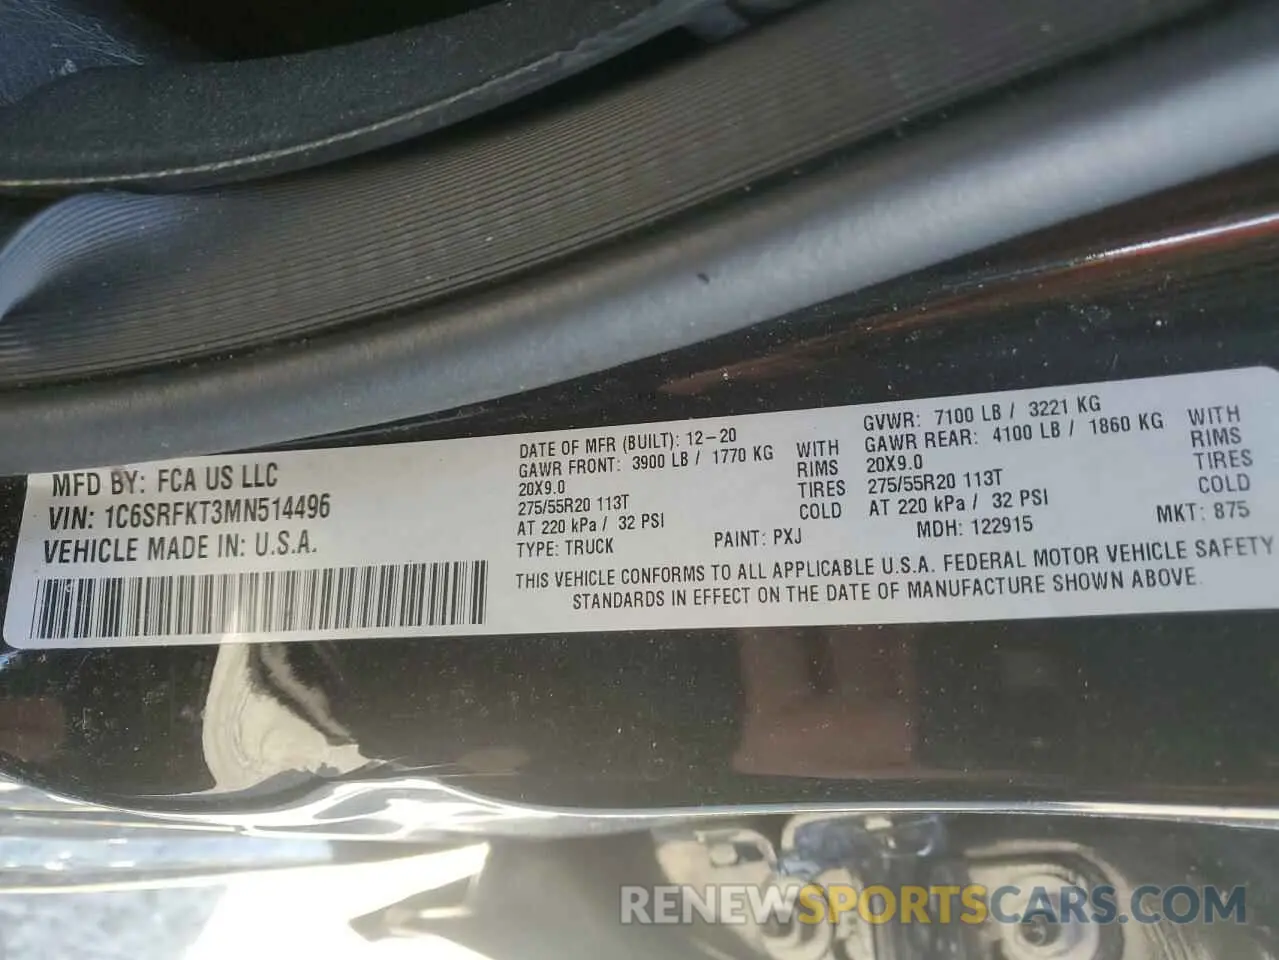 MFD BY: FCA US LLC
VIN: 1C6SRFKT3MN514496
VEHICLE MADE IN: U.S.A.
DATE OF MFR (BUILT): 12-20
GAWR FRONT: 3900 LB / 1770 KG WITH
20X9.0 RIMS
275/55R20 113T TIRES
AT 220 kPa / 32 PSI COLD
TYPE: TRUCK PAINT: PXJ
GVWR: 7100 LB / 3221 KG
GAWR REAR: 4100 LB / 1860 KG WITH
20X9.0 RIMS
275/55R20 113T TIRES
AT 220 kPa / 32 PSI COLD
MDH: 122915 MKT: 875
THIS VEHICLE CONFORMS TO ALL APPLICABLE U.S.A. FEDERAL MOTOR VEHICLE SAFETY
STANDARDS IN EFFECT ON THE DATE OF MANUFACTURE SHOWN ABOVE.
RENEWSPORTSCARS.COM